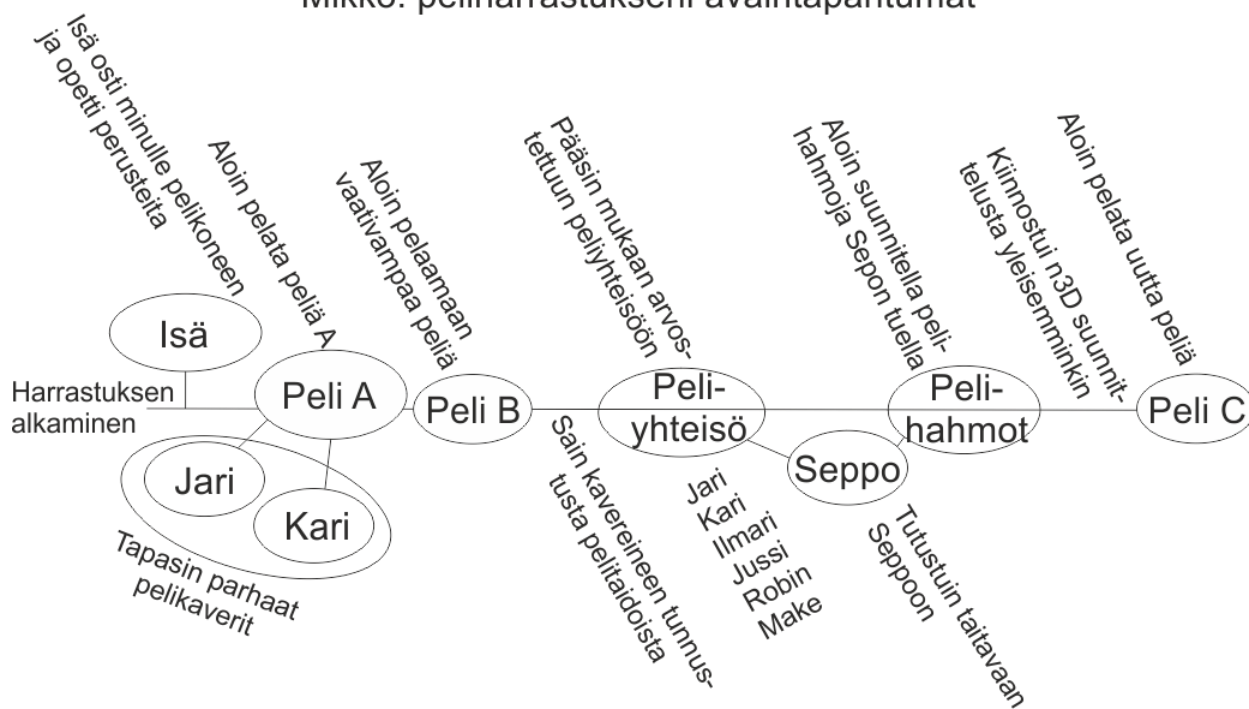 Mikko: peliharrastukseni avaintapahtumat
Isä osti minulle pelikoneen
ja opetti perusteita
Aloin pelata peliä A
Aloin pelaamaan
vaativampaa peliä
Pääsin mukaan arvos-
tettuun peliyhteisöön
Aloin suunnitella peli-
hahmoja Sepon tuella
Kiinnostui n3D suunnit-
telusta yleisemminkin
Aloin pelata uutta peliä
Isä
Harrastuksen
alkaminen
Peli A
Peli B
Peli-
yhteisö
Peli-
hahmot
Peli C
Jari
Kari
Seppo
Tapasin parhaat
pelikaverit
Sain kavereineen tunnus-
tusta pelitaidoista
Jari
Kari
Ilmari
Jussi
Robin
Make
Tutustuin taitavaan
Seppoon